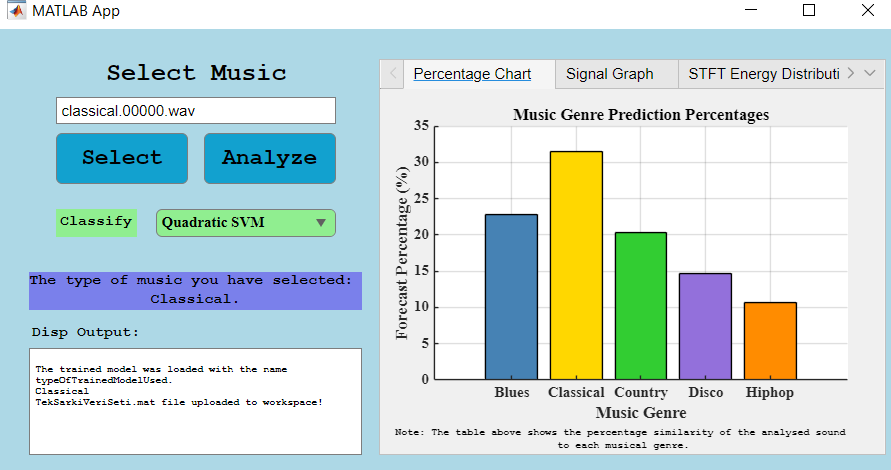 MATLAB App
Select Music
classical.00000.wav
Select
Analyze
Classify
Quadratic SVM
The type of music you have selected:
Classical.
Disp Output:
The trained model was loaded with the name
typeOfTrainedModelUsed.
Classical
TekSarkiVeriSeti.mat file uploaded to workspace!
Percentage Chart
Signal Graph
STFT Energy Distributi
Music Genre Prediction Percentages
Forecast Percentage (%)
35
30
25
20
15
10
5
0
Blues
Classical
Country
Disco
Hiphop
Music Genre
Note: The table above shows the percentage similarity of the analysed sound
to each musical genre.